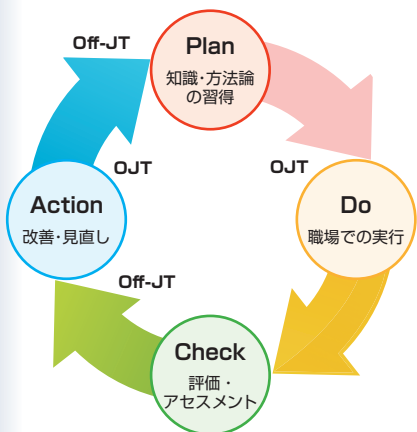 Off-JT
Plan
知識・方法論
の習得
OJT
OJT
Action
改善・見直し
Do
職場での実行
Off-JT
Check
評価・
アセスメント